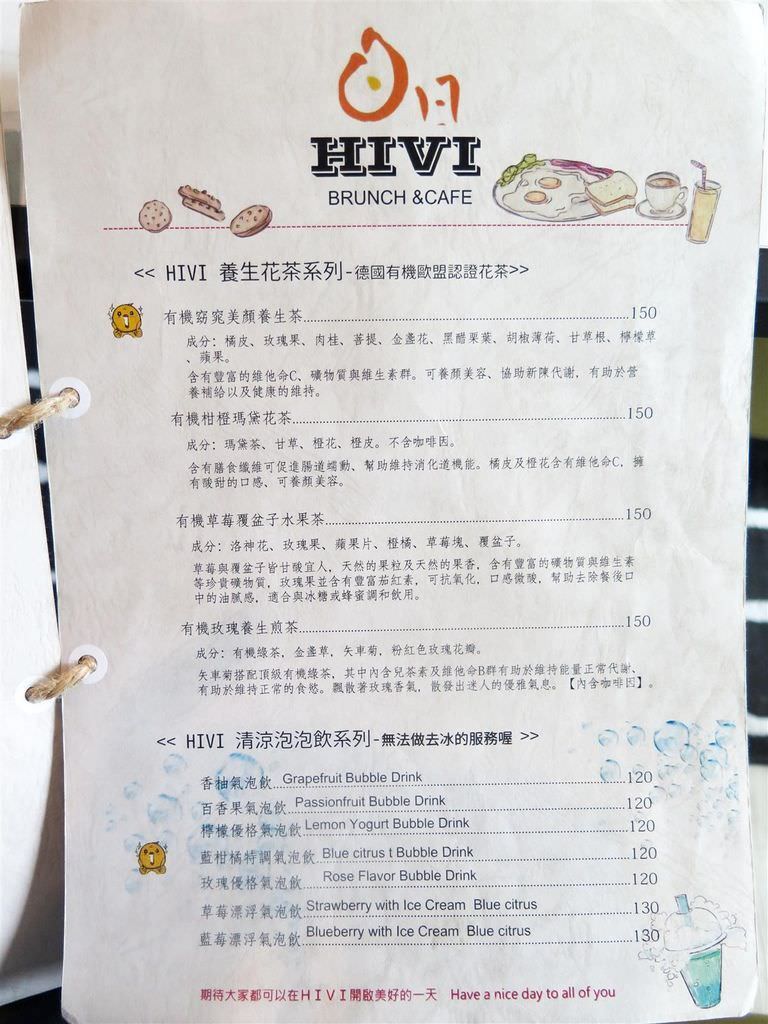 白日
HIVI
BRUNCH &CAFE
<< HIVI 養生花茶系列-德國有機歐盟認證花茶>>
有機窈窕美顏養生茶150
成分: 橘皮、玫瑰果、肉桂、菩提、金盞花、黑醋栗葉、胡椒薄荷、甘草根、檸檬草
、蘋果。
含有豐富的維他命C、礦物質與維生素群。可養顏美容、協助新陳代謝，有助於營
養補給以及健康的維持。
有機柑橙瑪黛花茶150
成分: 瑪黛茶、甘草、橙花、橙皮。不含咖啡因。
含有膳食纖維可促進腸道蠕動、幫助維持消化道機能。橘皮及橙花含有維他命C，擁
有酸甜的口感、可養顏美容。
有機草莓覆盆子水果茶150
成分: 洛神花、玫瑰果、蘋果片、橙橘、草莓塊、覆盆子。
草莓與覆盆子皆甘酸宜人，天然的果粒及天然的果香，含有豐富的礦物質與維生素
等珍貴礦物質，玫瑰果並含有豐富茄紅素，可抗氧化，口感微酸，幫助去除餐後口
中的油膩感，適合與冰糖或蜂蜜調和飲用。
有機玫瑰養生煎茶150
成分: 有機綠茶，金盞草，矢車菊，粉紅色玫瑰花瓣。
矢車菊搭配頂級有機綠茶，其中內含兒茶素及維他命B群有助於維持能量正常代謝、
有助於維持正常的食慾。飄散著玫瑰香氣，散發出迷人的優雅氣息。【內含咖啡因】。
<< HIVI 清涼泡泡飲系列-無法做去冰的服務喔 >>
香柚氣泡飲 Grapefruit Bubble Drink 120
百香果氣泡飲 Passionfruit Bubble Drink 120
檸檬優格氣泡飲 Lemon Yogurt Bubble Drink 120
藍柑橘特調氣泡飲 Blue citrus t Bubble Drink 120
玫瑰優格氣泡飲 Rose Flavor Bubble Drink 120
草莓漂浮氣泡飲 Strawberry with Ice Cream Blue citrus 130
藍莓漂浮氣泡飲 Blueberry with Ice Cream Blue citrus 130
期待大家都可以在HIVI開啟美好的一天 Have a nice day to all of you